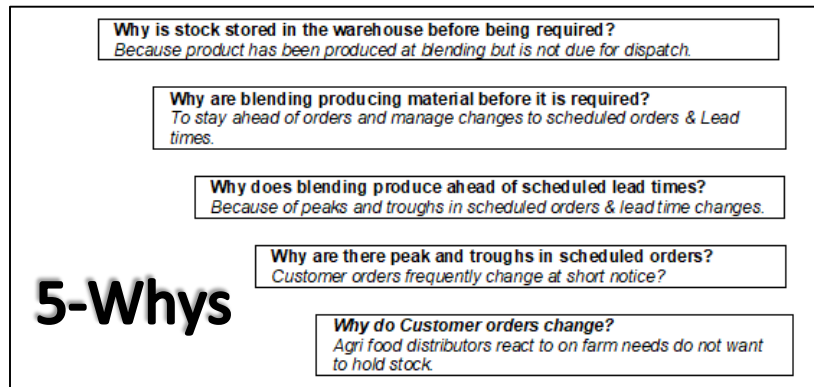 Why is stock stored in the warehouse before being required?
Because product has been produced at blending but is not due for dispatch.
Why are blending producing material before it is required?
To stay ahead of orders and manage changes to scheduled orders & Lead
times.
Why does blending produce ahead of scheduled lead times?
Because of peaks and troughs in scheduled orders & lead time changes.
Why are there peak and troughs in scheduled orders?
Customer orders frequently change at short notice?
5-Whys
Why do Customer orders change?
Agri food distributors react to on farm needs do not want
to hold stock.